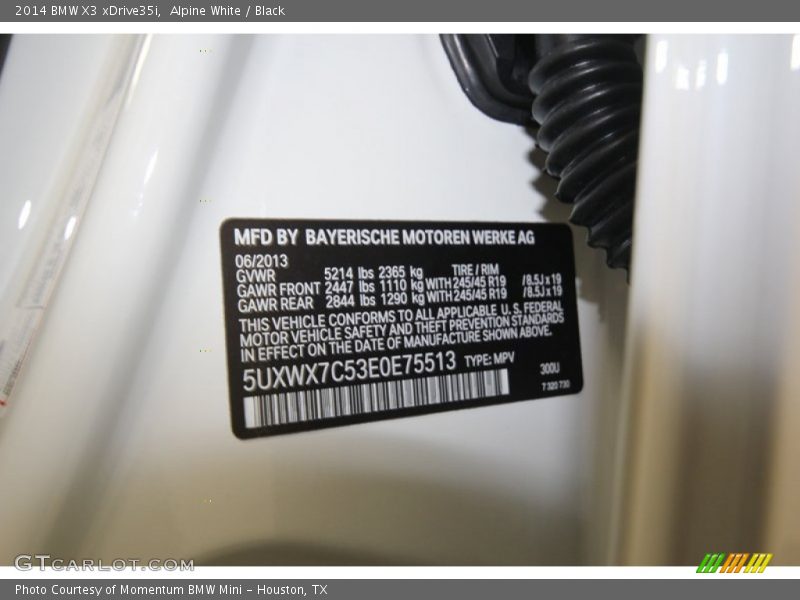 2014 BMW X3 xDrive35i, Alpine White / Black
MFD BY BAYERISCHE MOTOREN WERKE AG
06/2013
GVWR 5214 lbs 2365 kg TIRE / RIM
GAWR FRONT 2447 lbs 1110 kg WITH 245/45 R19 /8.5J x 19
GAWR REAR 2844 lbs 1290 kg WITH 245/45 R19 /8.5J x 19
THIS VEHICLE CONFORMS TO ALL APPLICABLE U. S. FEDERAL
MOTOR VEHICLE SAFETY AND THEFT PREVENTION STANDARDS
IN EFFECT ON THE DATE OF MANUFACTURE SHOWN ABOVE.
5UXWX7C53E0E75513 TYPE: MPV 300U
7 320 730
GTCARLOT.COM
Photo Courtesy of Momentum BMW Mini - Houston, TX